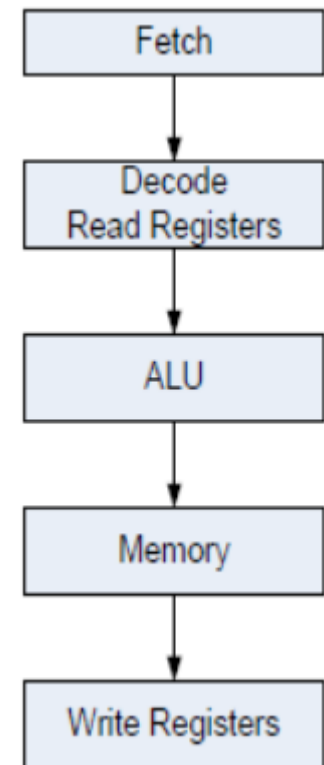 Fetch
Decode
Read Registers
ALU
Memory
Write Registers